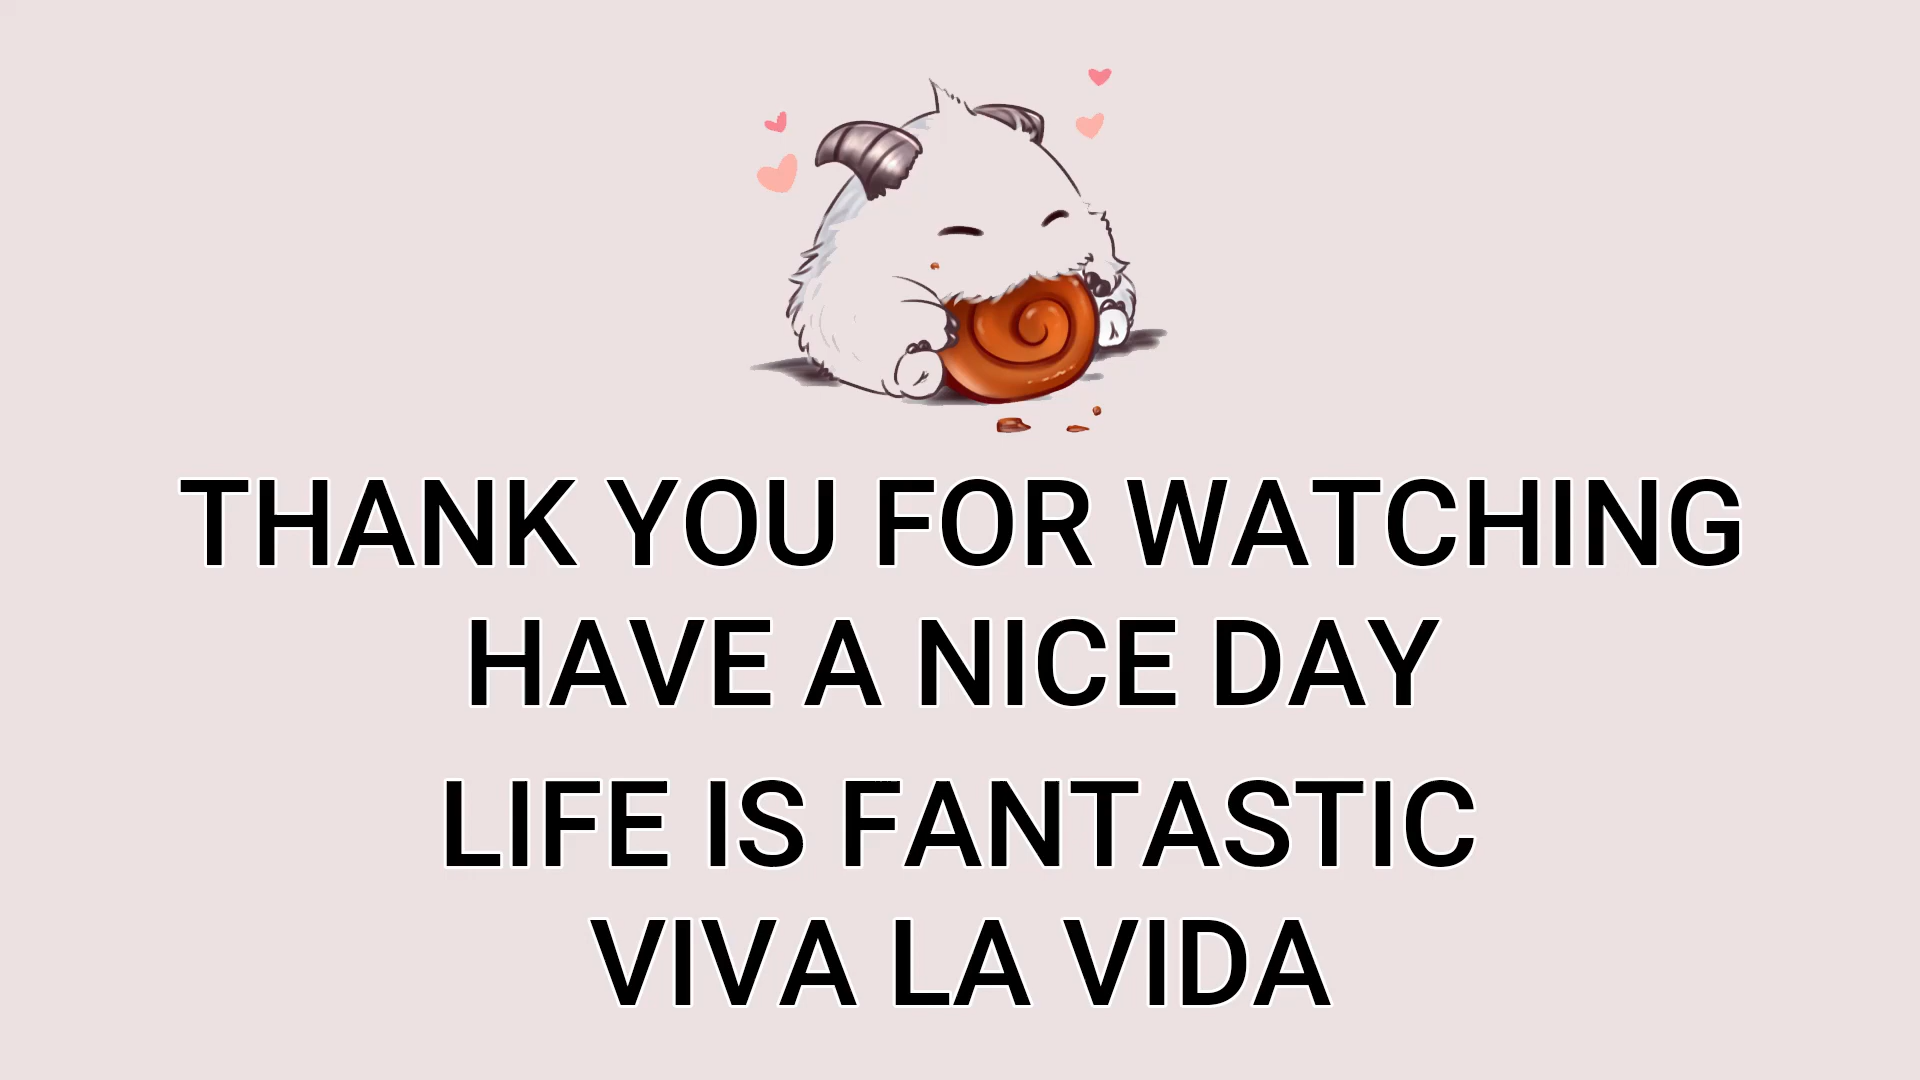 THANK YOU FOR WATCHING
HAVE A NICE DAY
LIFE IS FANTASTIC
VIVA LA VIDA